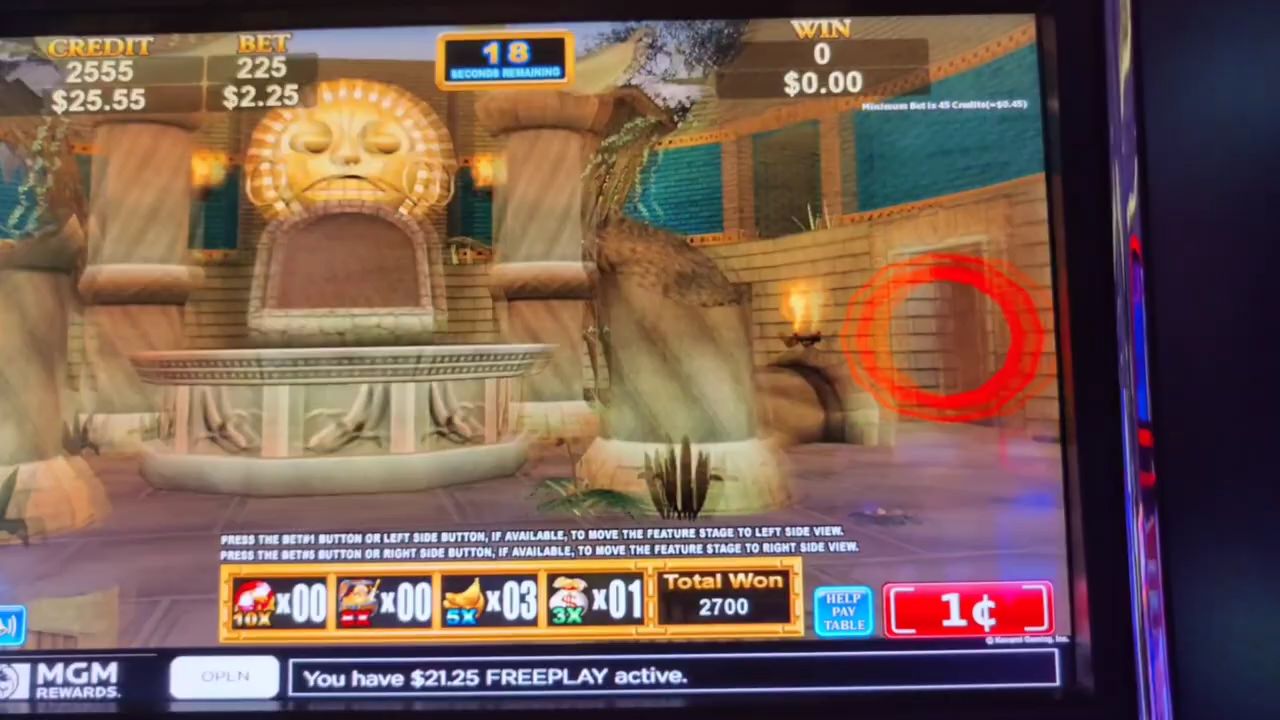 CREDIT
2555
$25.55
BET
225
$2.25
18
SECONDS REMAINING
WIN
0
$0.00
Minimum Bet is 45 Credits(=$0.45)
PRESS THE BET#1 BUTTON OR LEFT SIDE BUTTON, IF AVAILABLE, TO MOVE THE FEATURE STAGE TO LEFT SIDE VIEW.
PRESS THE BET#5 BUTTON OR RIGHT SIDE BUTTON, IF AVAILABLE, TO MOVE THE FEATURE STAGE TO RIGHT SIDE VIEW.
10X
x00
x00
5X
x03
$
3X
x01
Total Won
2700
HELP
PAY
TABLE
1¢
© Konami Gaming, Inc.
MGM
REWARDS.
OPEN
You have $21.25 FREEPLAY active.